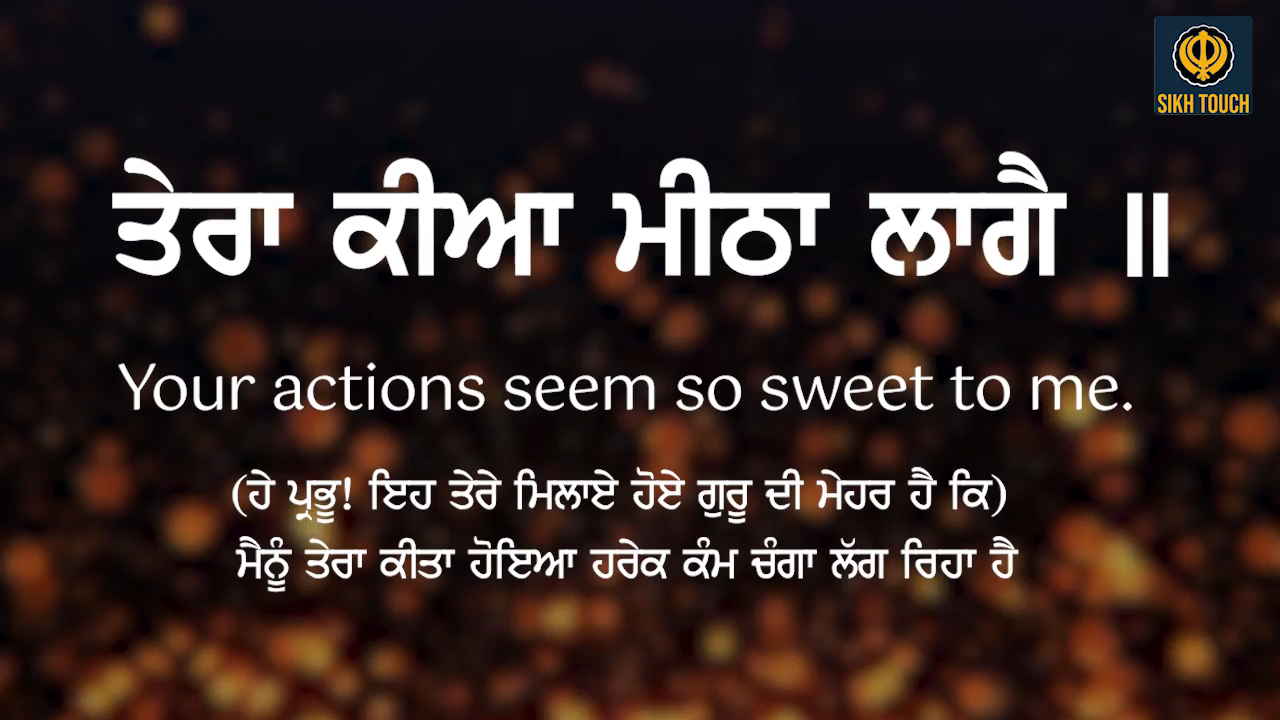 SIKH TOUCH
ਤੇਰਾ ਕੀਆ ਮੀਠਾ ਲਾਗੈ ॥
Your actions seem so sweet to me.
(ਹੇ ਪ੍ਰਭੂ! ਇਹ ਤੇਰੇ ਮਿਲਾਏ ਹੋਏ ਗੁਰੂ ਦੀ ਮੇਹਰ ਹੈ ਕਿ)
ਮੈਨੂੰ ਤੇਰਾ ਕੀਤਾ ਹੋਇਆ ਹਰੇਕ ਕੰਮ ਚੰਗਾ ਲੱਗ ਰਿਹਾ ਹੈ